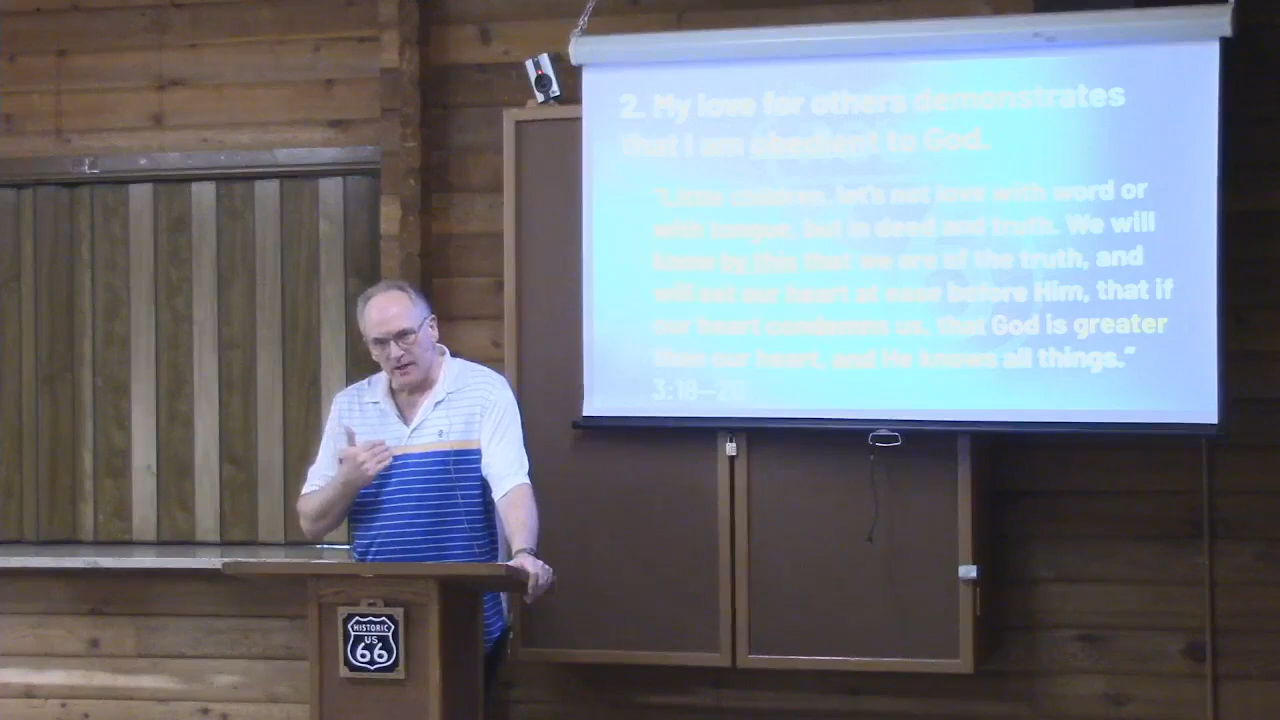 2. My love for others demonstrates
that I am obedient to God.
"Little children, let's not love with word or
with tongue, but in deed and truth. We will
know by this that we are of the truth, and
will set our heart at ease before Him, that if
our heart condemns us, that God is greater
than our heart, and He knows all things."
3:18–20
HISTORIC
US
66